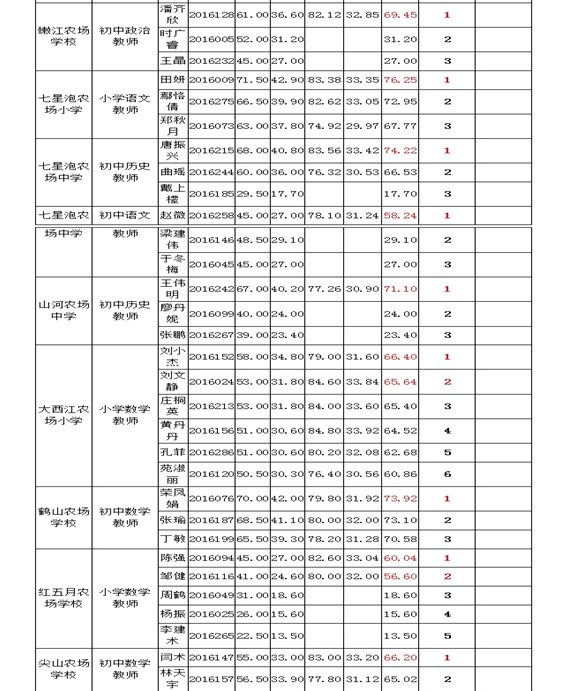 嫩江农场学校 初中政治教师 潘齐欣 2016128 61.00 36.60 82.12 32.85 69.45 1
时广睿 2016005 52.00 31.20 31.20 2
王晶 2016232 45.00 27.00 27.00 3
七星泡农场小学 小学语文教师 田妍 2016009 71.50 42.90 83.38 33.35 76.25 1
鄢恪倩 2016275 66.50 39.90 82.62 33.05 72.95 2
郑秋月 2016073 63.00 37.80 74.92 29.97 67.77 3
七星泡农场中学 初中历史教师 唐振兴 2016215 68.00 40.80 83.56 33.42 74.22 1
曲瑶 2016244 60.00 36.00 76.32 30.53 66.53 2
戴上檬 2016185 29.50 17.70 17.70 3
七星泡农 初中语文 赵薇 2016258 45.00 27.00 78.10 31.24 58.24 1
场中学 教师 梁建伟 2016146 48.50 29.10 29.10 2
于冬梅 2016045 45.00 27.00 27.00 3
山河农场中学 初中历史教师 王伟明 2016242 67.00 40.20 77.26 30.90 71.10 1
廖丹妮 2016099 40.00 24.00 24.00 2
张鹏 2016267 39.00 23.40 23.40 3
大西江农场小学 小学数学教师 刘小杰 2016152 58.00 34.80 79.00 31.60 66.40 1
刘文静 2016024 53.00 31.80 84.60 33.84 65.64 2
庄桐英 2016213 53.00 31.80 84.00 33.60 65.40 3
黄丹丹 2016156 51.00 30.60 84.80 33.92 64.52 4
孔菲 2016286 51.00 30.60 80.20 32.08 62.68 5
苑淑丽 2016120 50.50 30.30 76.40 30.56 60.86 6
鹤山农场学校 初中数学教师 荣凤娟 2016076 70.00 42.00 79.80 31.92 73.92 1
张瑜 2016187 68.50 41.10 80.00 32.00 73.10 2
丁敏 2016199 65.50 39.30 78.20 31.28 70.58 3
红五月农场学校 小学数学教师 陈强 2016094 45.00 27.00 82.60 33.04 60.04 1
邹健 2016116 41.00 24.60 80.00 32.00 56.60 2
周鹤 2016049 31.00 18.60 18.60 3
杨振 2016025 26.00 15.60 15.60 4
李建术 2016265 22.50 13.50 13.50 5
尖山农场学校 初中数学教师 闫术 2016147 55.00 33.00 83.00 33.20 66.20 1
林天宇 2016157 56.50 33.90 77.80 31.12 65.02 2